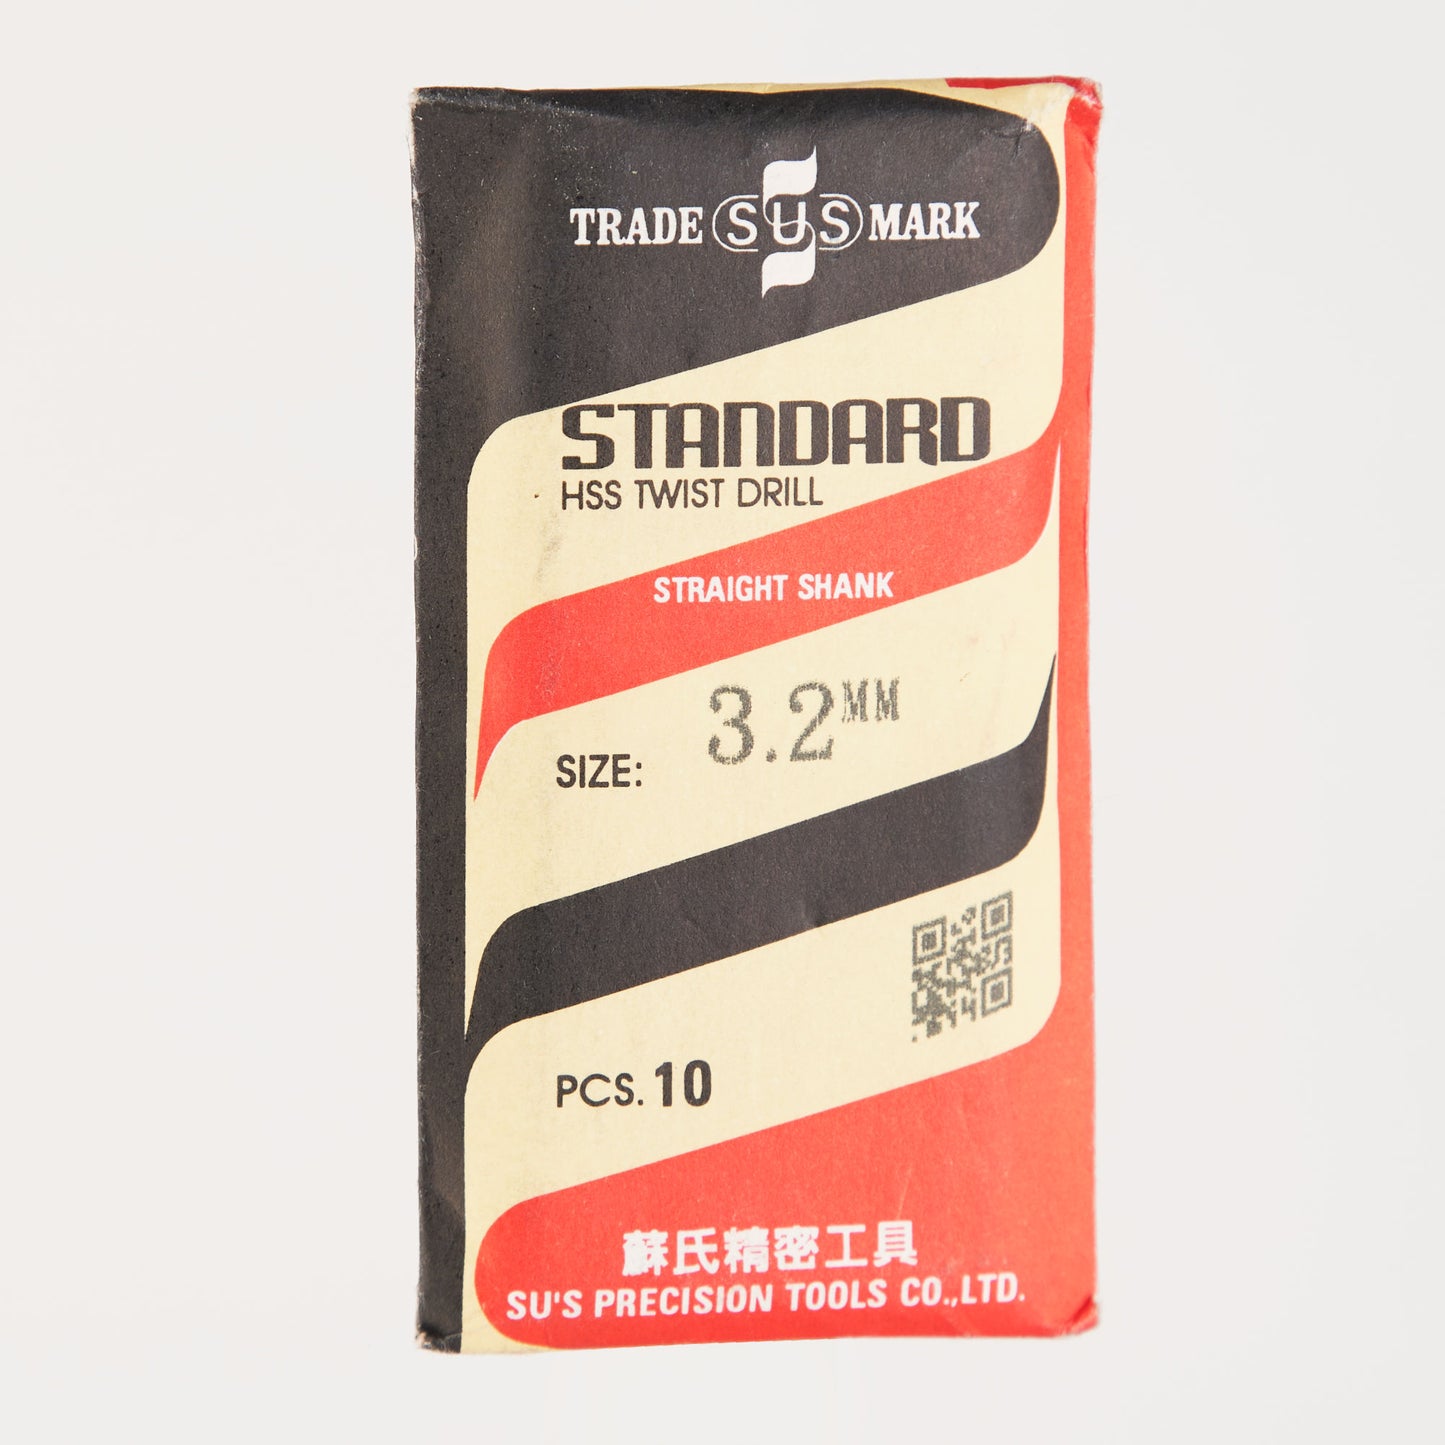 TRADE SUS MARK
STANDARD
HSS TWIST DRILL
STRAIGHT SHANK
SIZE: 3.2MM
PCS. 10
蘇氏精密工具
SU'S PRECISION TOOLS CO.,LTD.